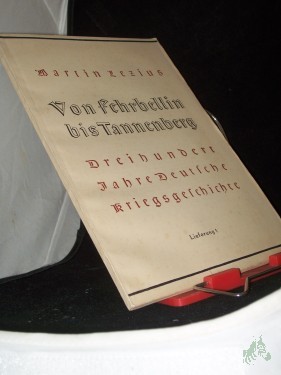 Martin Lezius
Von Fehrbellin
bis Tannenberg
Dreihundert
Jahre Deutsche
Kriegsgeschichte
Lieferung 1